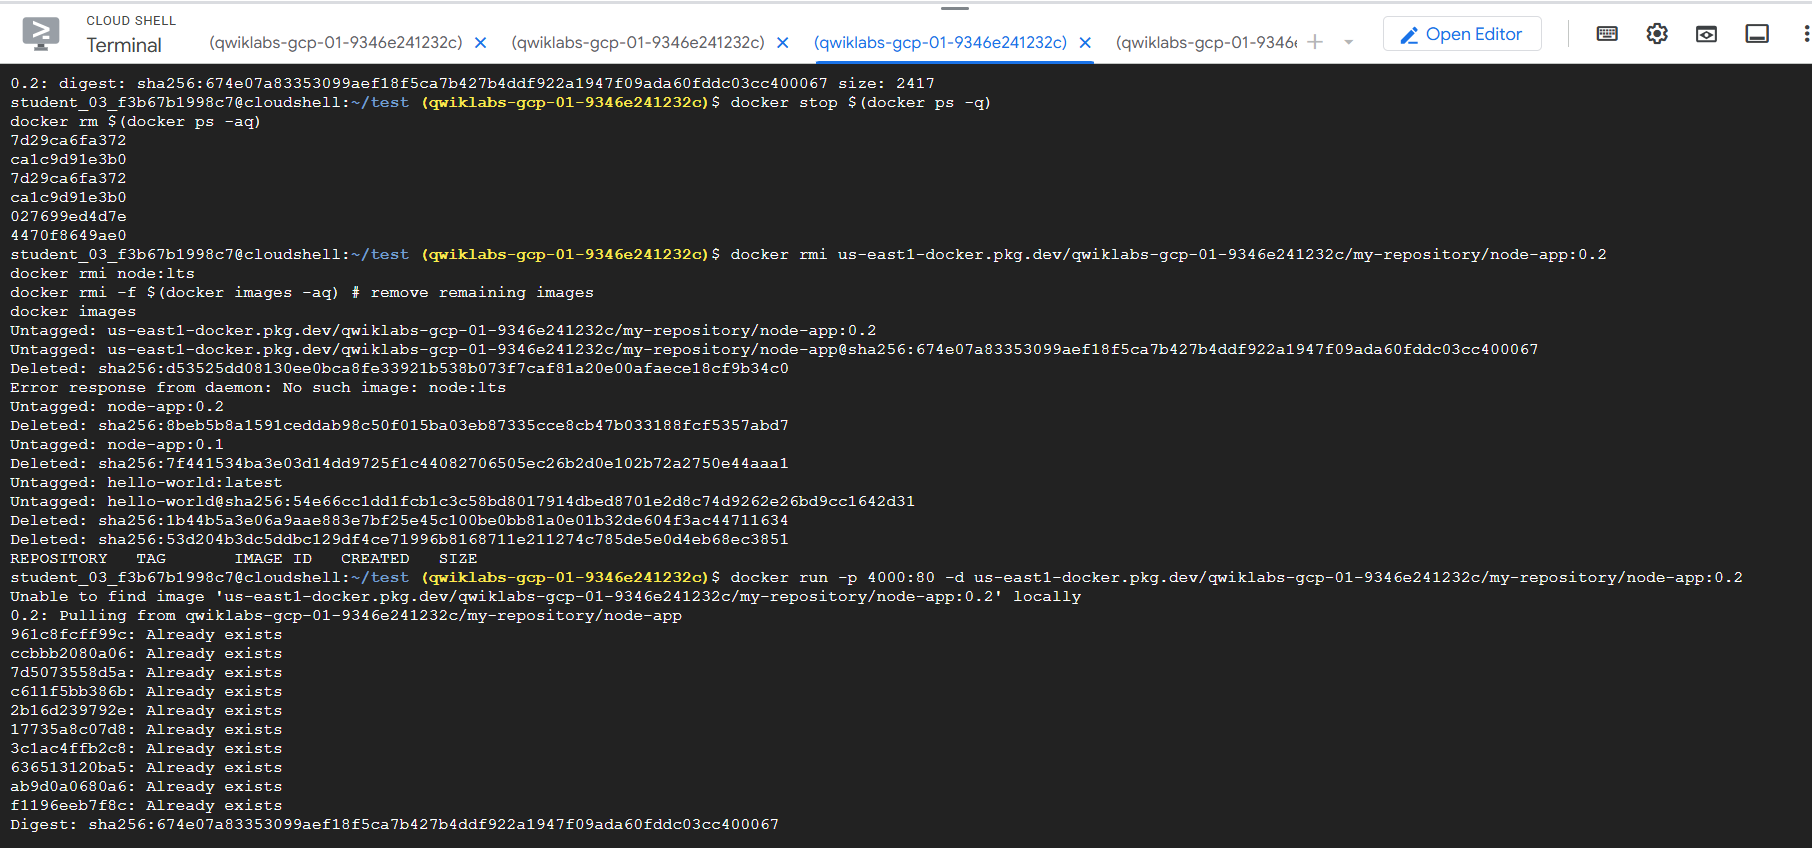 CLOUD SHELL
Terminal
(qwiklabs-gcp-01-9346e241232c) (qwiklabs-gcp-01-9346e241232c) (qwiklabs-gcp-01-9346e241232c) (qwiklabs-gcp-01-9346e
Open Editor
0.2: digest: sha256:674e07a83353099aef18f5ca7b427b4ddf922a1947f09ada60fddc03cc400067 size: 2417
student_03_f3b67b1998c7@cloudshell:~/test (qwiklabs-gcp-01-9346e241232c)$ docker stop $(docker ps -q)
docker rm $(docker ps -aq)
7d29ca6fa372
ca1c9d91e3b0
7d29ca6fa372
ca1c9d91e3b0
027699ed4d7e
4470f8649ae0
student_03_f3b67b1998c7@cloudshell:~/test (qwiklabs-gcp-01-9346e241232c)$ docker rmi us-east1-docker.pkg.dev/qwiklabs-gcp-01-9346e241232c/my-repository/node-app:0.2
docker rmi node:lts
docker rmi -f $(docker images -aq) # remove remaining images
docker images
Untagged: us-east1-docker.pkg.dev/qwiklabs-gcp-01-9346e241232c/my-repository/node-app:0.2
Untagged: us-east1-docker.pkg.dev/qwiklabs-gcp-01-9346e241232c/my-repository/node-app@sha256:674e07a83353099aef18f5ca7b427b4ddf922a1947f09ada60fddc03cc400067
Deleted: sha256:d53525dd08130ee0bca8fe33921b538b073f7caf81a20e00afaece18cf9b34c0
Error response from daemon: No such image: node:lts
Untagged: node-app:0.2
Deleted: sha256:8beb5b8a1591ceddab98c50f015ba03eb87335cce8cb47b033188fcf5357abd7
Untagged: node-app:0.1
Deleted: sha256:7f441534ba3e03d14dd9725f1c44082706505ec26b2d0e102b72a2750e44aaa1
Untagged: hello-world:latest
Untagged: hello-world@sha256:54e66cc1dd1fcb1c3c58bd8017914dbed8701e2d8c74d9262e26bd9cc1642d31
Deleted: sha256:1b44b5a3e06a9aae883e7bf25e45c100be0bb81a0e01b32de604f3ac44711634
Deleted: sha256:53d204b3dc5ddbc129df4ce71996b8168711e211274c785de5e0d4eb68ec3851
REPOSITORY TAG IMAGE ID CREATED SIZE
student_03_f3b67b1998c7@cloudshell:~/test (qwiklabs-gcp-01-9346e241232c)$ docker run -p 4000:80 -d us-east1-docker.pkg.dev/qwiklabs-gcp-01-9346e241232c/my-repository/node-app:0.2
Unable to find image 'us-east1-docker.pkg.dev/qwiklabs-gcp-01-9346e241232c/my-repository/node-app:0.2' locally
0.2: Pulling from qwiklabs-gcp-01-9346e241232c/my-repository/node-app
961c8fcff99c: Already exists
ccbbb2080a06: Already exists
7d5073558d5a: Already exists
c611f5bb386b: Already exists
2b16d239792e: Already exists
17735a8c07d8: Already exists
3c1ac4ffb2c8: Already exists
636513120ba5: Already exists
ab9d0a0680a6: Already exists
f1196eeb7f8c: Already exists
Digest: sha256:674e07a83353099aef18f5ca7b427b4ddf922a1947f09ada60fddc03cc400067